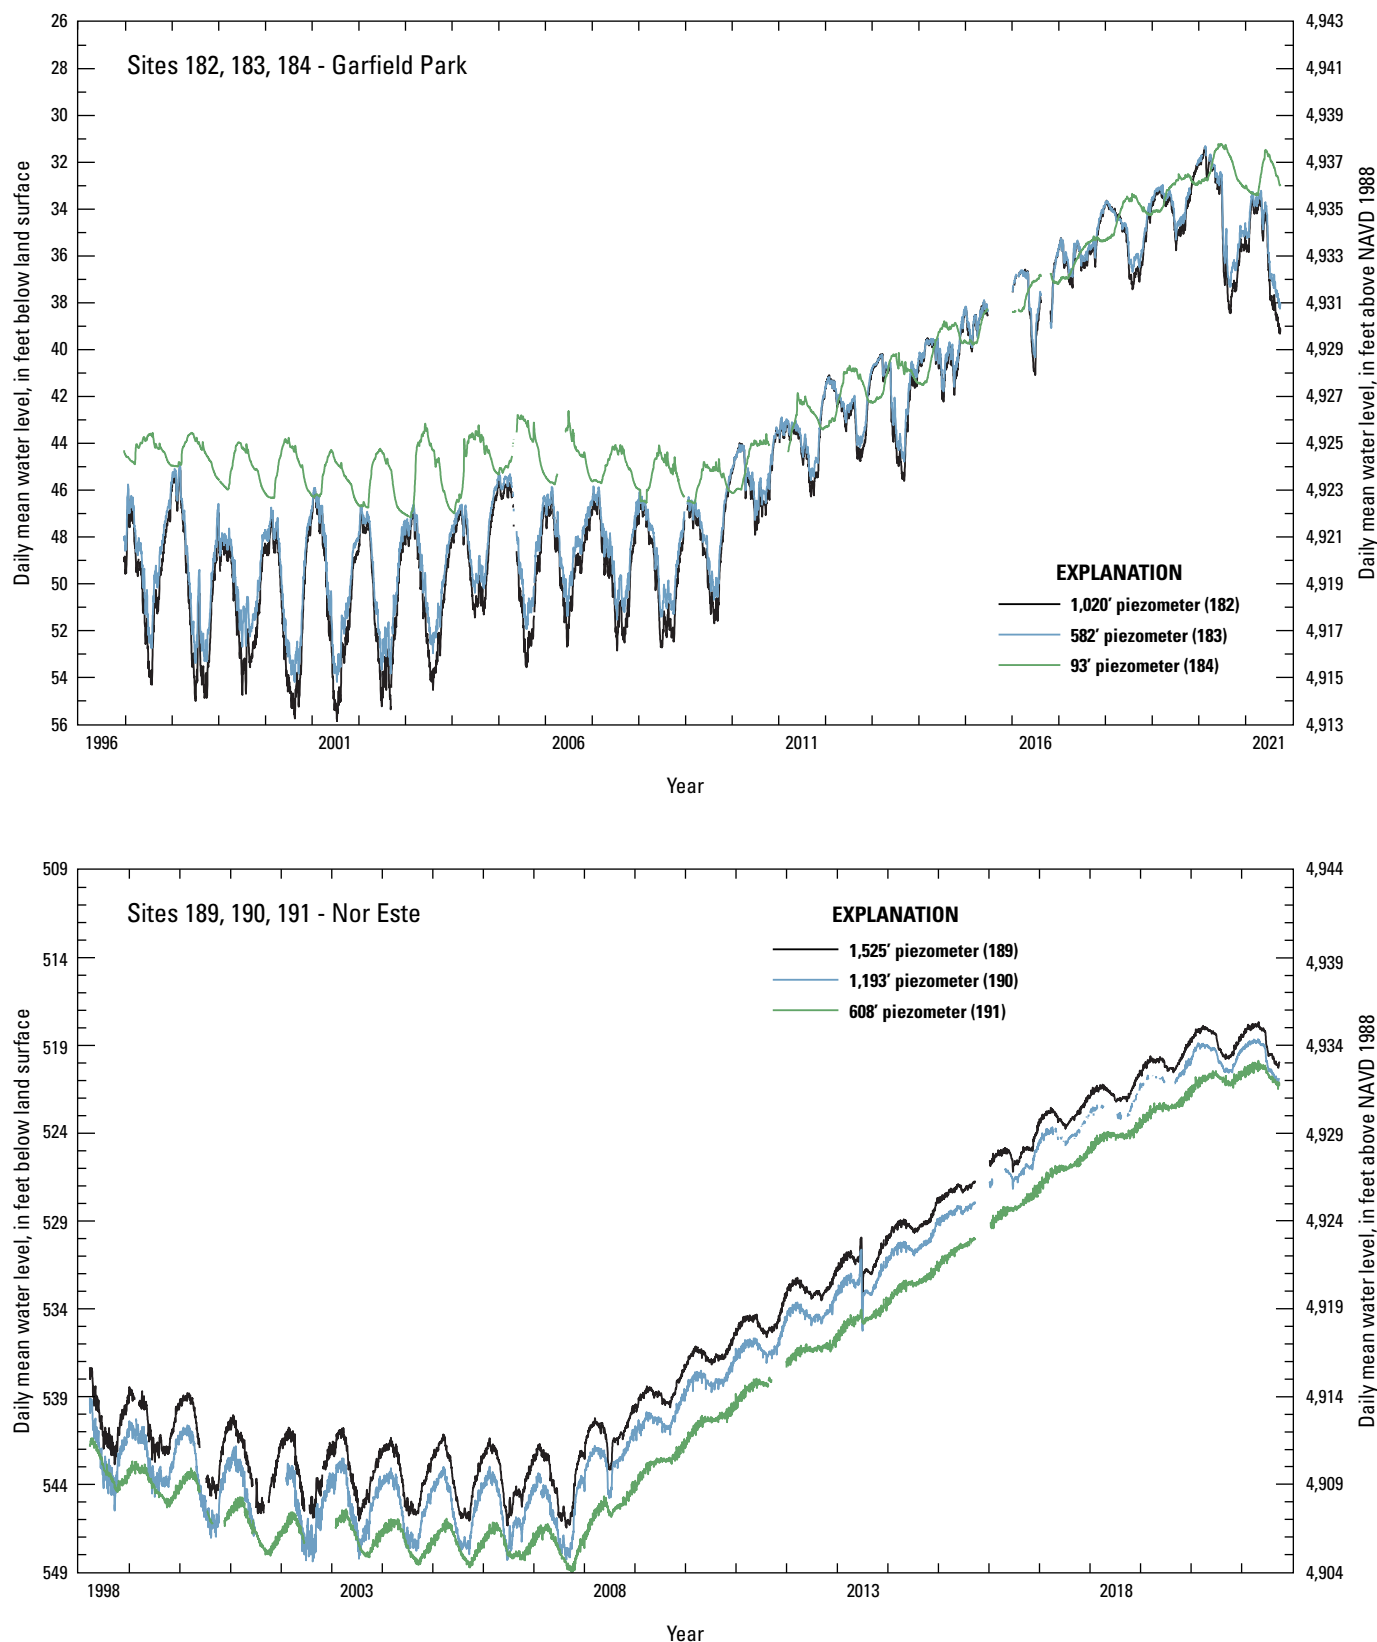 Sites 182, 183, 184 - Garfield Park
Daily mean water level, in feet below land surface
26
28
30
32
34
36
38
40
42
44
46
48
50
52
54
56
4,943
4,941
4,939
4,937
4,935
4,933
4,931
4,929
4,927
4,925
4,923
4,921
4,919
4,917
4,915
4,913
Daily mean water level, in feet above NAVD 1988
EXPLANATION
1,020’ piezometer (182)
582’ piezometer (183)
93’ piezometer (184)
1996 2001 2006 2011 2016 2021
Year
Sites 189, 190, 191 - Nor Este
Daily mean water level, in feet below land surface
509
514
519
524
529
534
539
544
549
4,944
4,939
4,934
4,929
4,924
4,919
4,914
4,909
4,904
Daily mean water level, in feet above NAVD 1988
EXPLANATION
1,525’ piezometer (189)
1,193’ piezometer (190)
608’ piezometer (191)
1998 2003 2008 2013 2018
Year